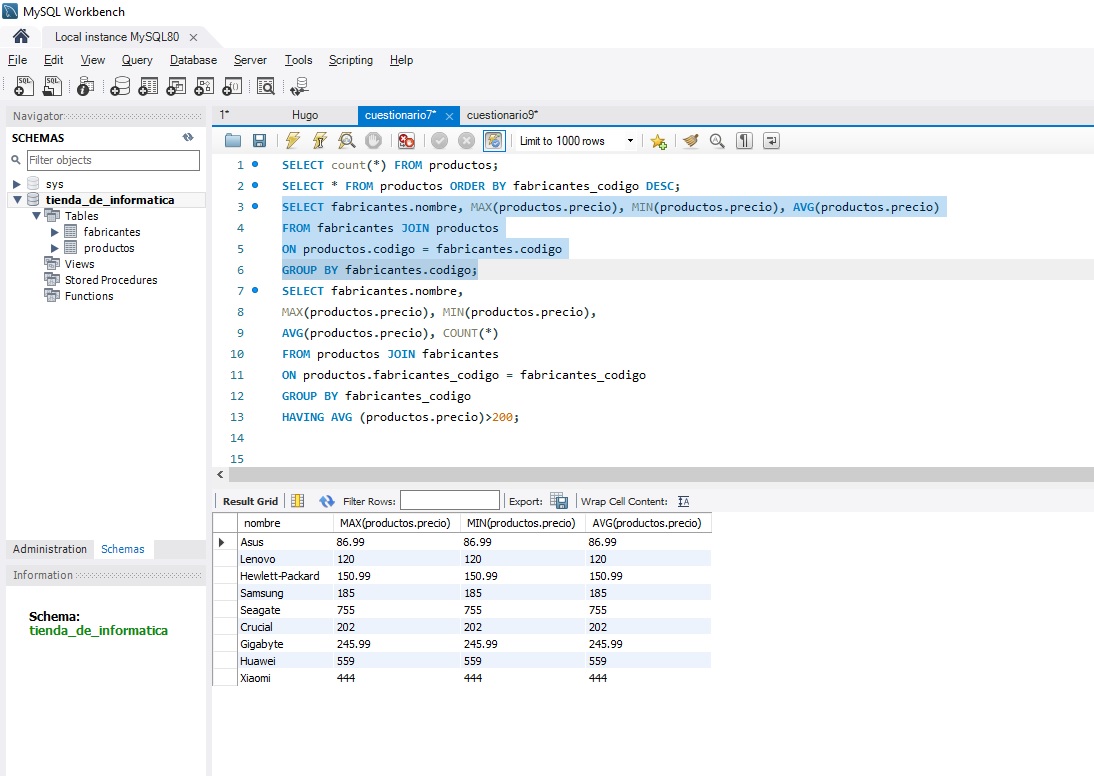 MySQL Workbench
Local instance MySQL80
File Edit View Query Database Server Tools Scripting Help
Navigator
SCHEMAS
Filter objects
sys
tienda_de_informatica
Tables
fabricantes
productos
Views
Stored Procedures
Functions
Administration Schemas
Information
Schema:
tienda_de_informatica
1* Hugo cuestionario7* cuestionario9*
Limit to 1000 rows
1 SELECT count(*) FROM productos;
2 SELECT * FROM productos ORDER BY fabricantes_codigo DESC;
3 SELECT fabricantes.nombre, MAX(productos.precio), MIN(productos.precio), AVG(productos.precio)
4 FROM fabricantes JOIN productos
5 ON productos.codigo = fabricantes.codigo
6 GROUP BY fabricantes.codigo;
7 SELECT fabricantes.nombre,
8 MAX(productos.precio), MIN(productos.precio),
9 AVG(productos.precio), COUNT(*)
10 FROM productos JOIN fabricantes
11 ON productos.fabricantes_codigo = fabricantes_codigo
12 GROUP BY fabricantes_codigo
13 HAVING AVG (productos.precio)>200;
14
15
Result Grid Filter Rows: Export: Wrap Cell Content:
nombre MAX(productos.precio) MIN(productos.precio) AVG(productos.precio)
Asus 86.99 86.99 86.99
Lenovo 120 120 120
Hewlett-Packard 150.99 150.99 150.99
Samsung 185 185 185
Seagate 755 755 755
Crucial 202 202 202
Gigabyte 245.99 245.99 245.99
Huawei 559 559 559
Xiaomi 444 444 444